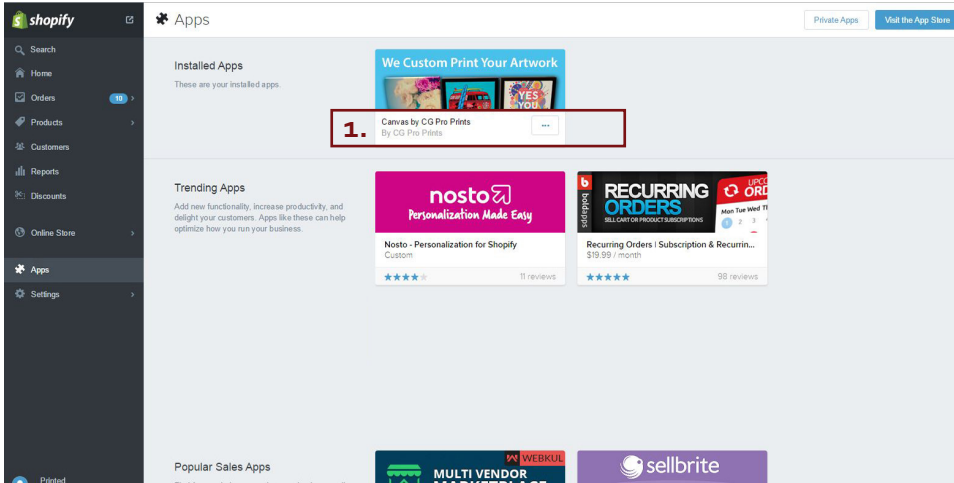 shopify
Apps
Private Apps
Visit the App Store
Search
Home
Orders
10
Products
Customers
Reports
Discounts
Online Store
Apps
Settings
Printed
Installed Apps
These are your installed apps.
We Custom Print Your Artwork
YES
YOU
1.
Canvas by CG Pro Prints
By CG Pro Prints
...
Trending Apps
Add new functionality, increase productivity, and
delight your customers. Apps like these can help
optimize how you run your business.
nosto
Personalization Made Easy
Nosto - Personalization for Shopify
Custom
11 reviews
b
boldapps
RECURRING
ORDERS
SELL CART OR PRODUCT SUBSCRIPTIONS
Mon Tue Wed
1 2 3
Recurring Orders | Subscription & Recurrin...
$19.99 / month
98 reviews
Popular Sales Apps
WEBKUL
MULTI VENDOR
MARKETPLACE
sellbrite